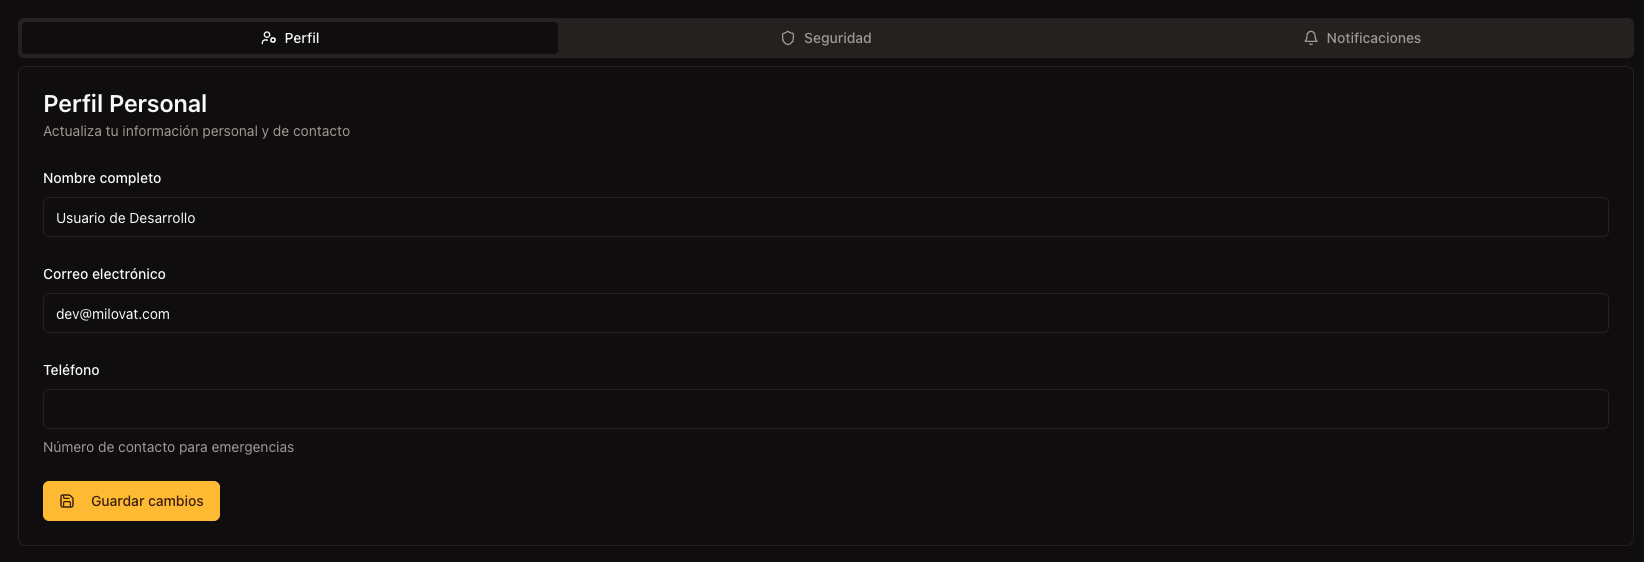 Perfil
Seguridad
Notificaciones
Perfil Personal
Actualiza tu información personal y de contacto
Nombre completo
Usuario de Desarrollo
Correo electrónico
dev@milovat.com
Teléfono
Número de contacto para emergencias
Guardar cambios